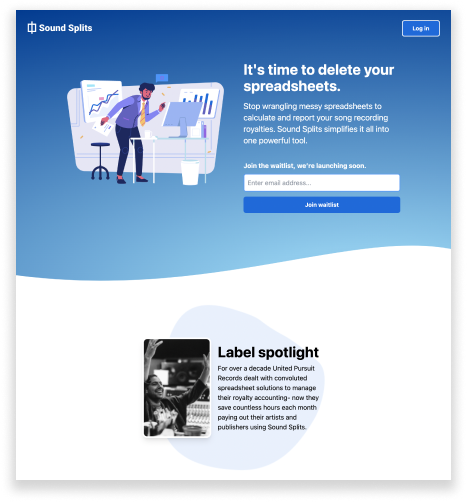 Sound Splits
Log in
It's time to delete your
spreadsheets.
Stop wrangling messy spreadsheets to
calculate and report your song recording
royalties. Sound Splits simplifies it all into
one powerful tool.
Join the waitlist, we're launching soon.
Enter email address...
Join waitlist
Label spotlight
For over a decade United Pursuit
Records dealt with convoluted
spreadsheet solutions to manage
their royalty accounting- now they
save countless hours each month
paying out their artists and
publishers using Sound Splits.